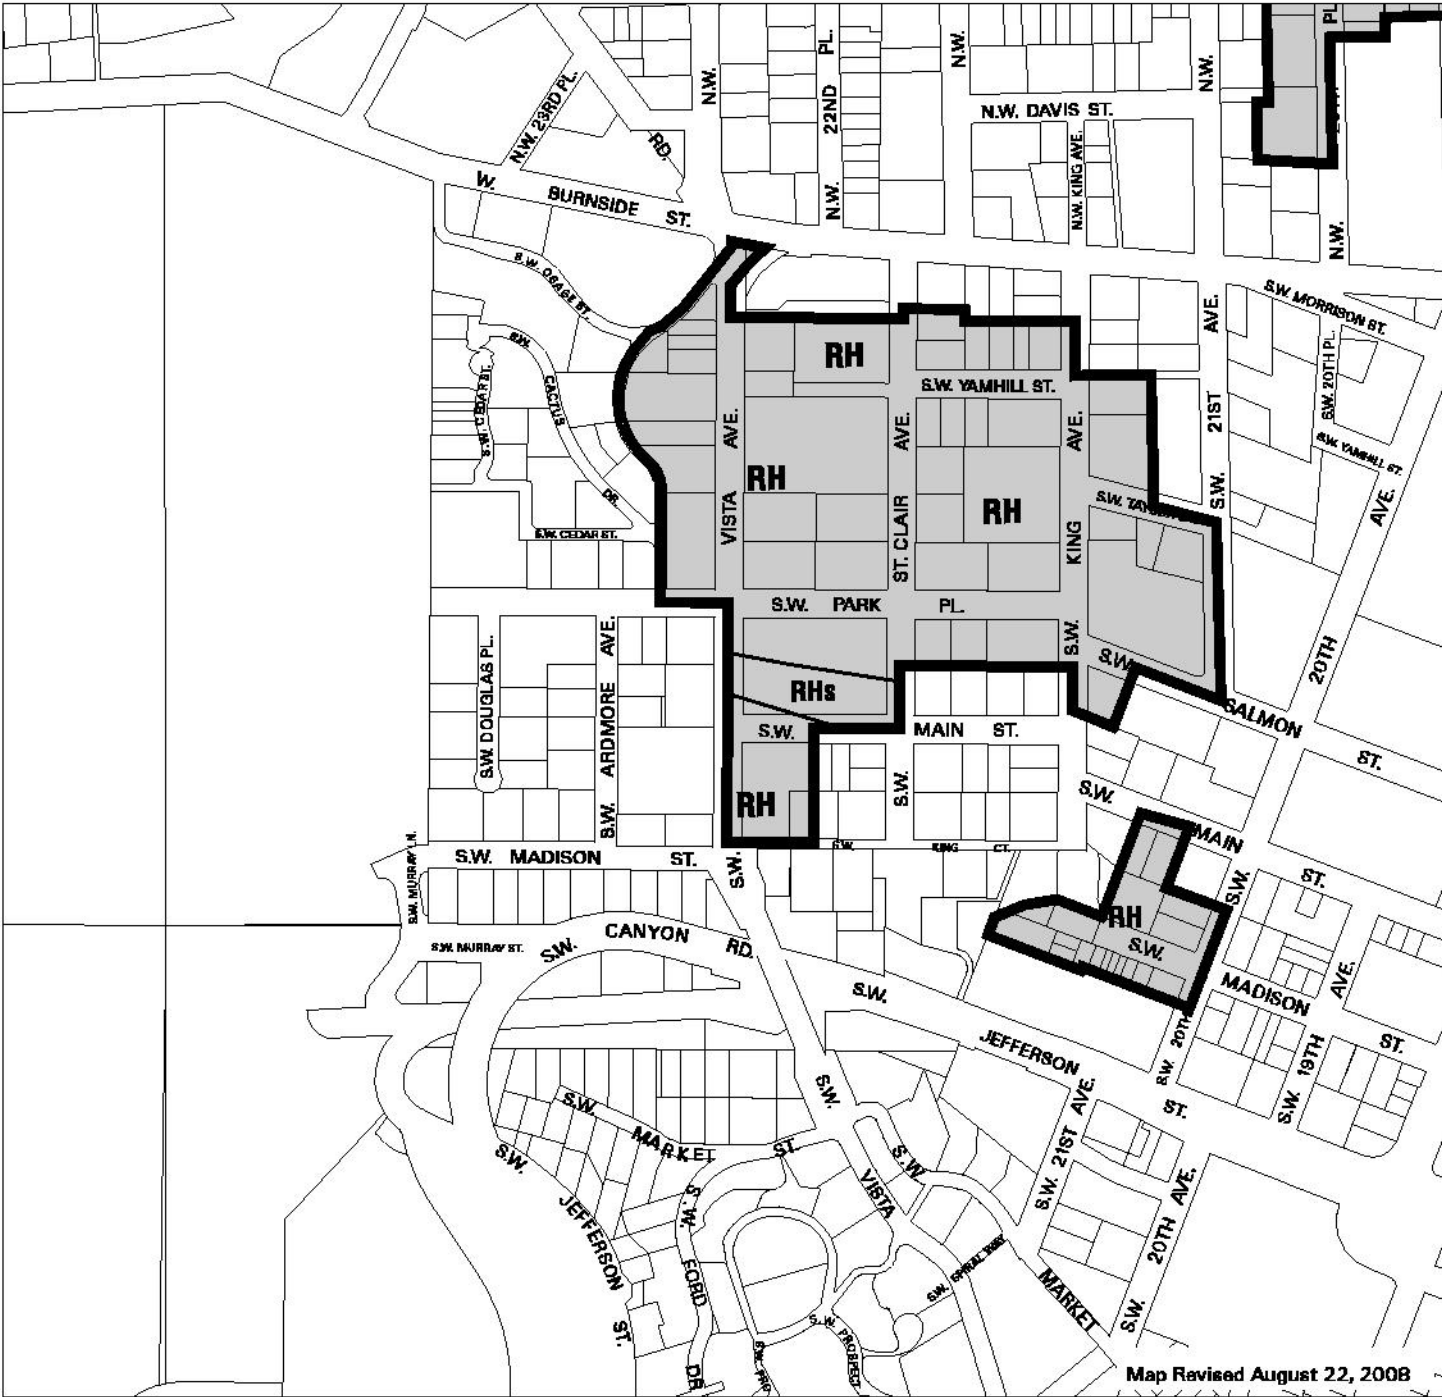 PL.
N.W.
22ND PL.
N.W.
N.W.
N.W. 23RD PL.
RD.
N.W. DAVIS ST.
N.W. KING AVE.
N.W.
N.W.
W. BURNSIDE ST.
S.W. OSAGE ST.
S.W. MORRISON ST.
AVE.
S.W. 20TH PL.
S.W. CACTUS DR.
S.W. CEDAR ST.
RH
S.W. YAMHILL ST.
AVE.
AVE.
AVE.
21ST
S.W.
S.W. YAMHILL ST.
RH
RH
VISTA
ST. CLAIR
KING
AVE.
S.W. CEDAR ST.
S.W. PARK PL.
S.W.
S.W.
S.W. DOUGLAS PL.
S.W. ARDMORE AVE.
RHs
20TH
SALMON ST.
S.W. MAIN ST.
S.W.
RH
S.W. MAIN ST.
S.W. KING CT.
S.W. MURRAY LN.
S.W. MADISON ST.
S.W.
S.W.
RH
S.W. MADISON ST.
S.W. MURRAY ST.
S.W. CANYON RD.
AVE.
S.W. JEFFERSON ST.
S.W. 20TH
S.W. 19TH
S.W.
S.W. MARKET ST.
S.W. 21ST AVE.
S.W. JEFFERSON ST.
S.W.
VISTA
S.W. 20TH AVE.
S.W. FORD DR
S.W. SPIRAL WAY
MARKET
S.W. PROSPECT
S.W. PRO
Map Revised August 22, 2008